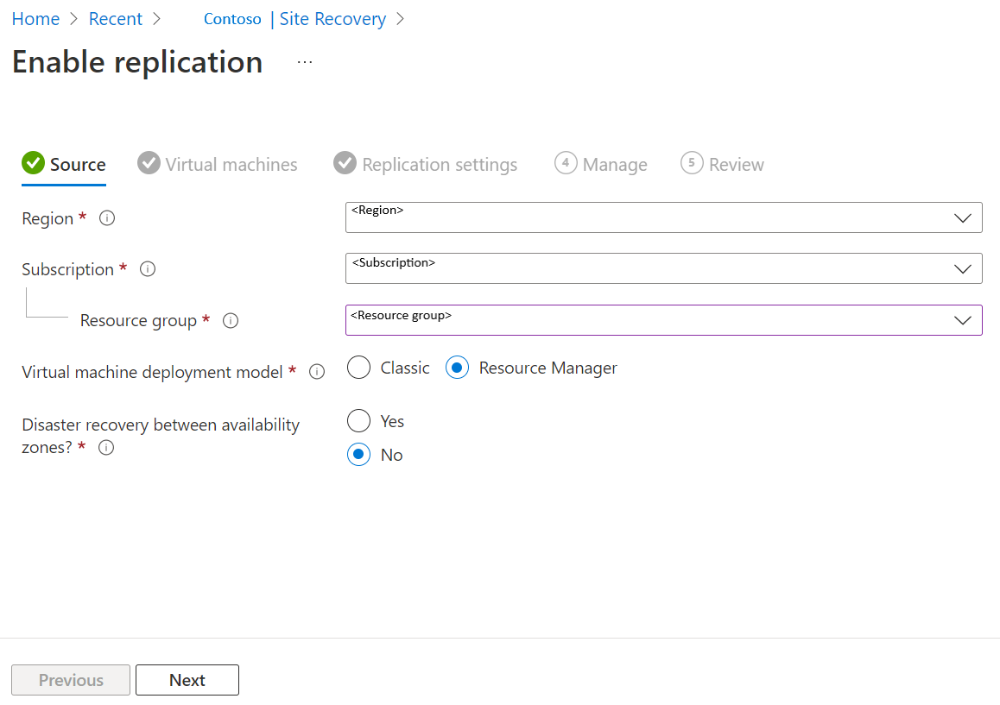 Home > Recent > Contoso | Site Recovery >
Enable replication ...
Source Virtual machines Replication settings 4 Manage 5 Review
Region * i <Region>
Subscription * i <Subscription>
Resource group * i <Resource group>
Virtual machine deployment model * i Classic Resource Manager
Disaster recovery between availability
zones? * i
Yes
No
Previous Next